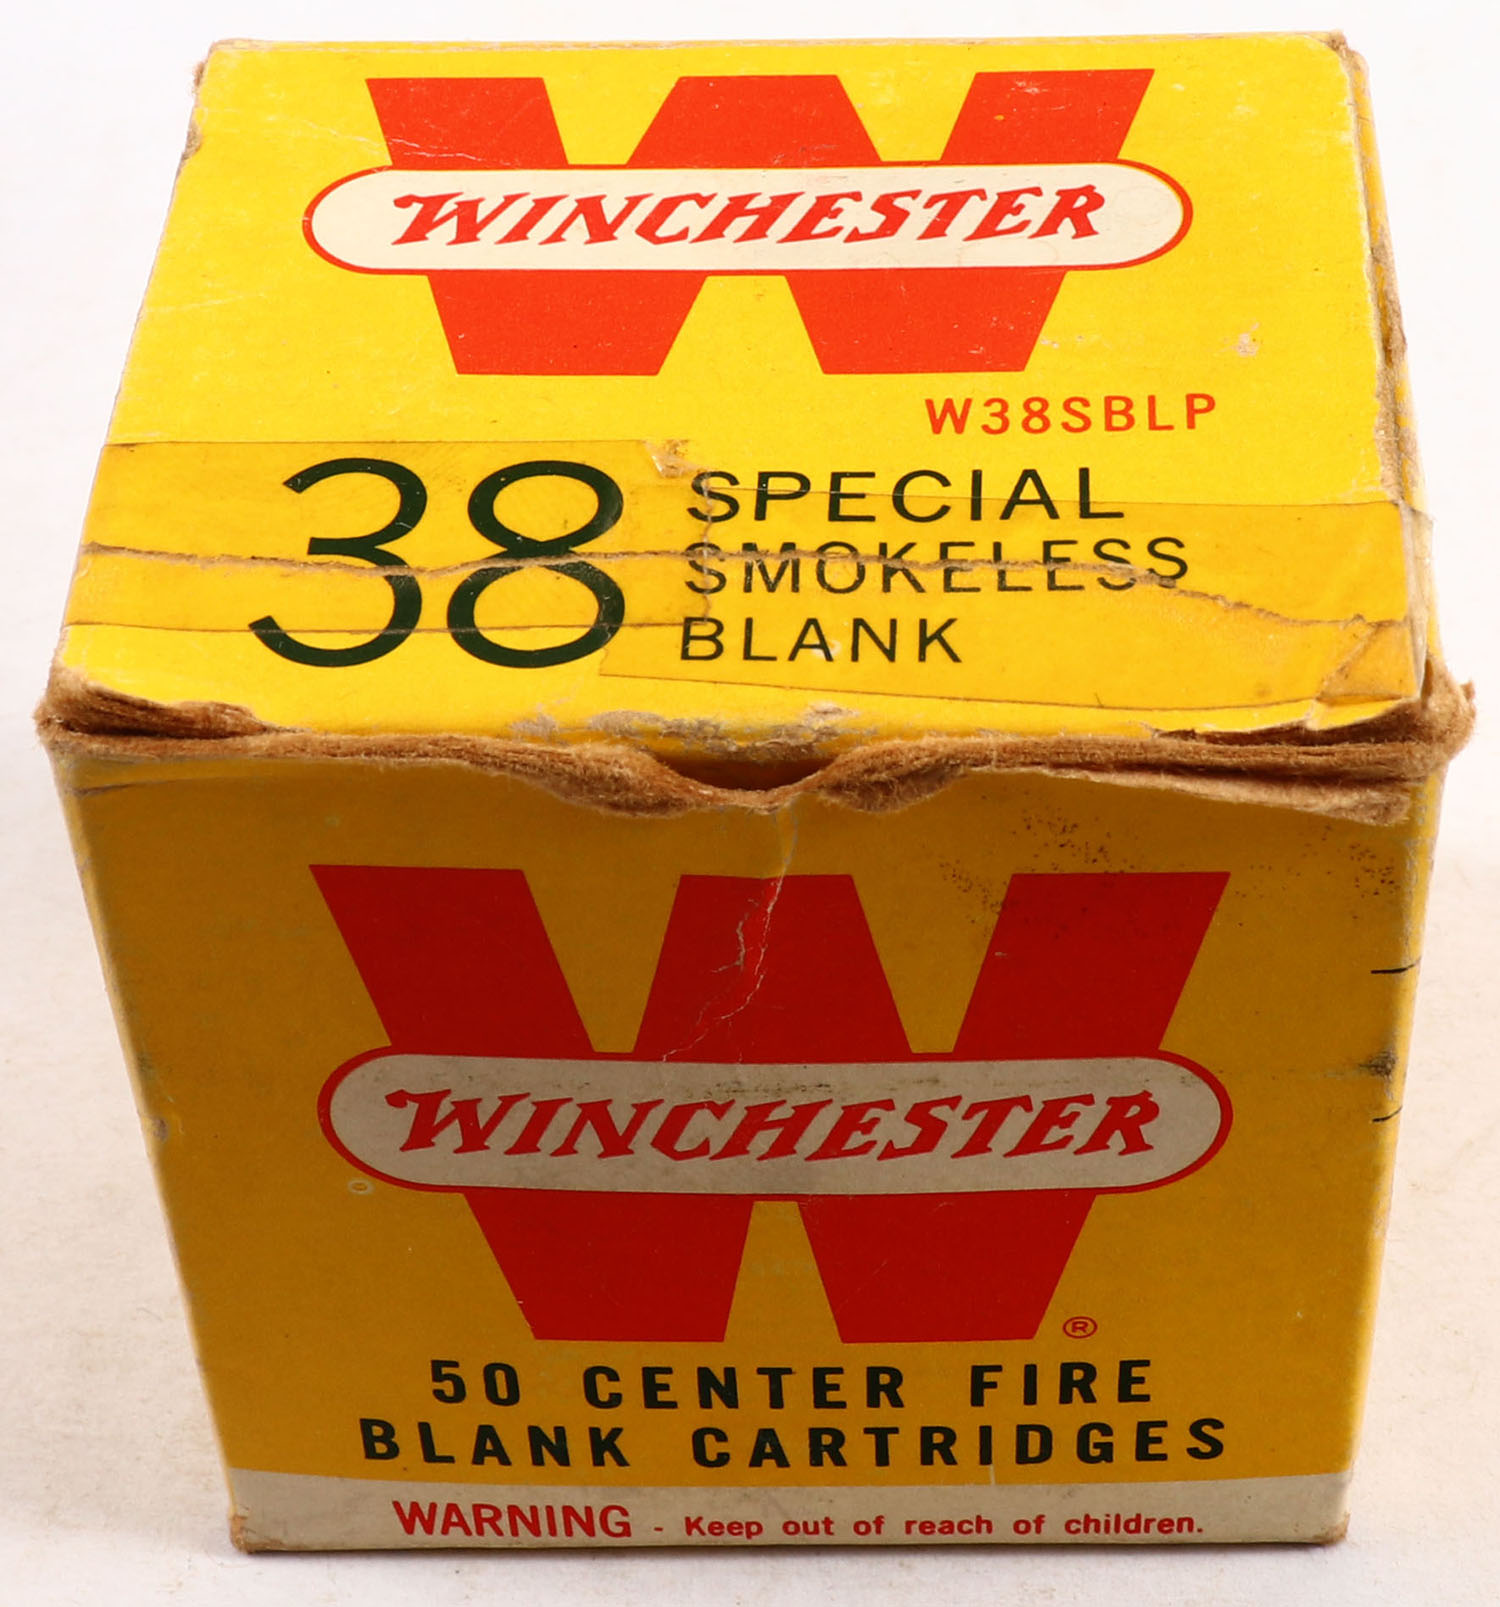 WINCHESTER
W38SBLP
38 SPECIAL
SMOKELESS
BLANK
WINCHESTER
®
50 CENTER FIRE
BLANK CARTRIDGES
WARNING - Keep out of reach of children.